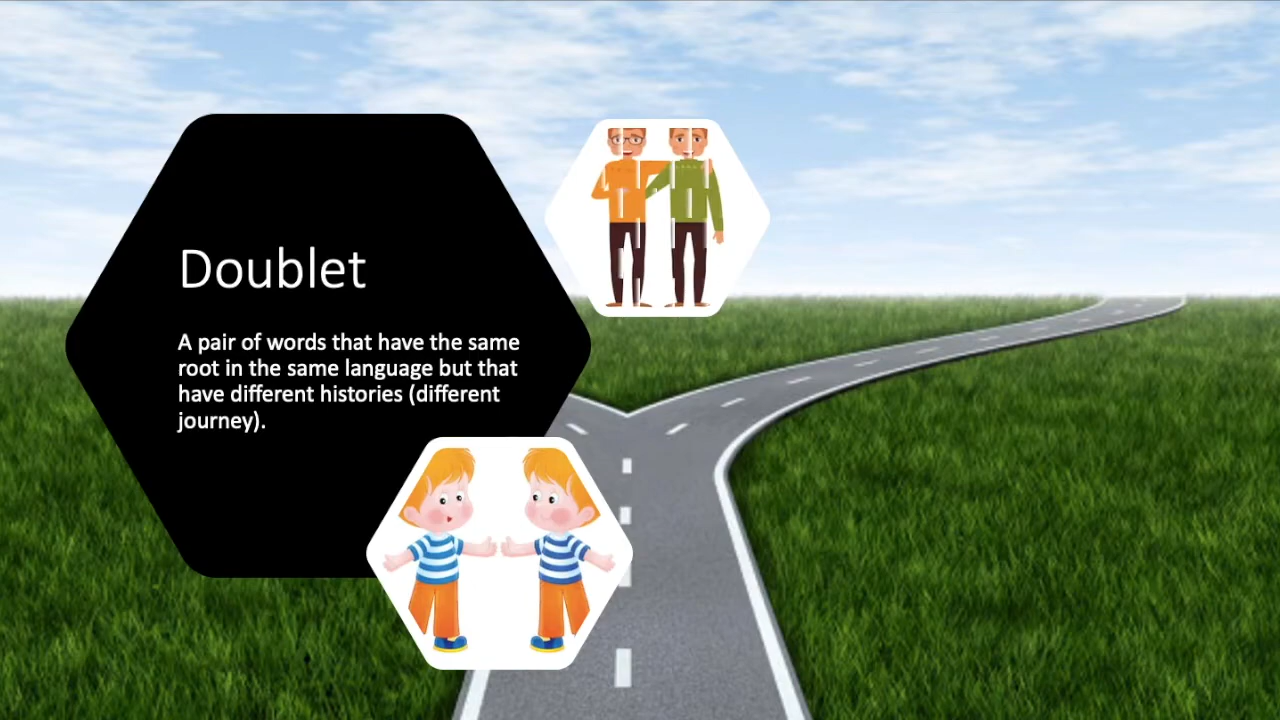 Doublet
A pair of words that have the same
root in the same language but that
have different histories (different
journey).